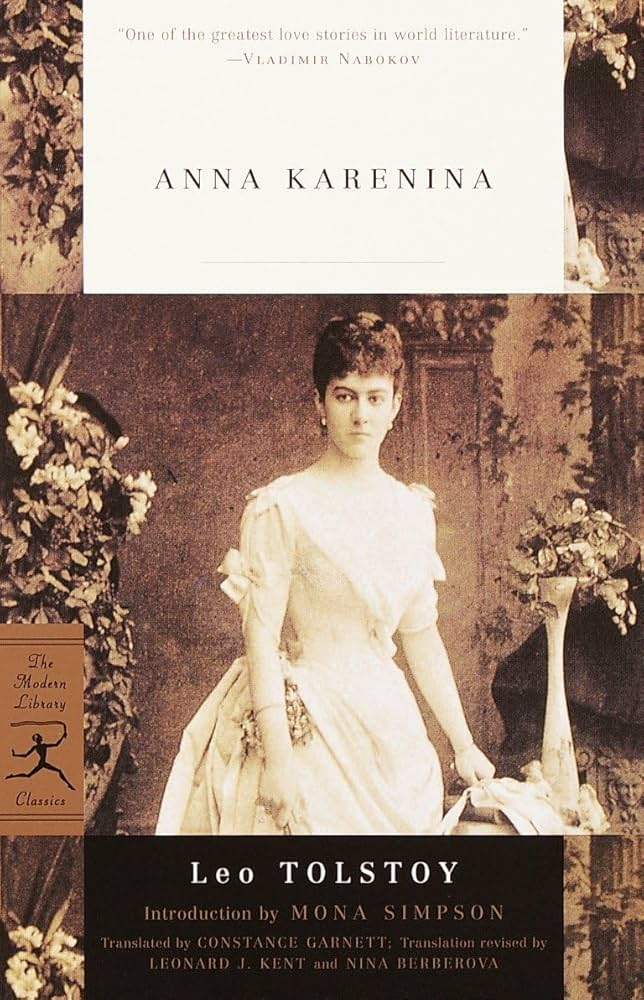 “One of the greatest love stories in world literature.”
—VLADIMIR NABOKOV
ANNA KARENINA
The
Modern
Library
Classics
Leo TOLSTOY
Introduction by MONA SIMPSON
Translated by CONSTANCE GARNETT; Translation revised by
LEONARD J. KENT and NINA BERBEROVA